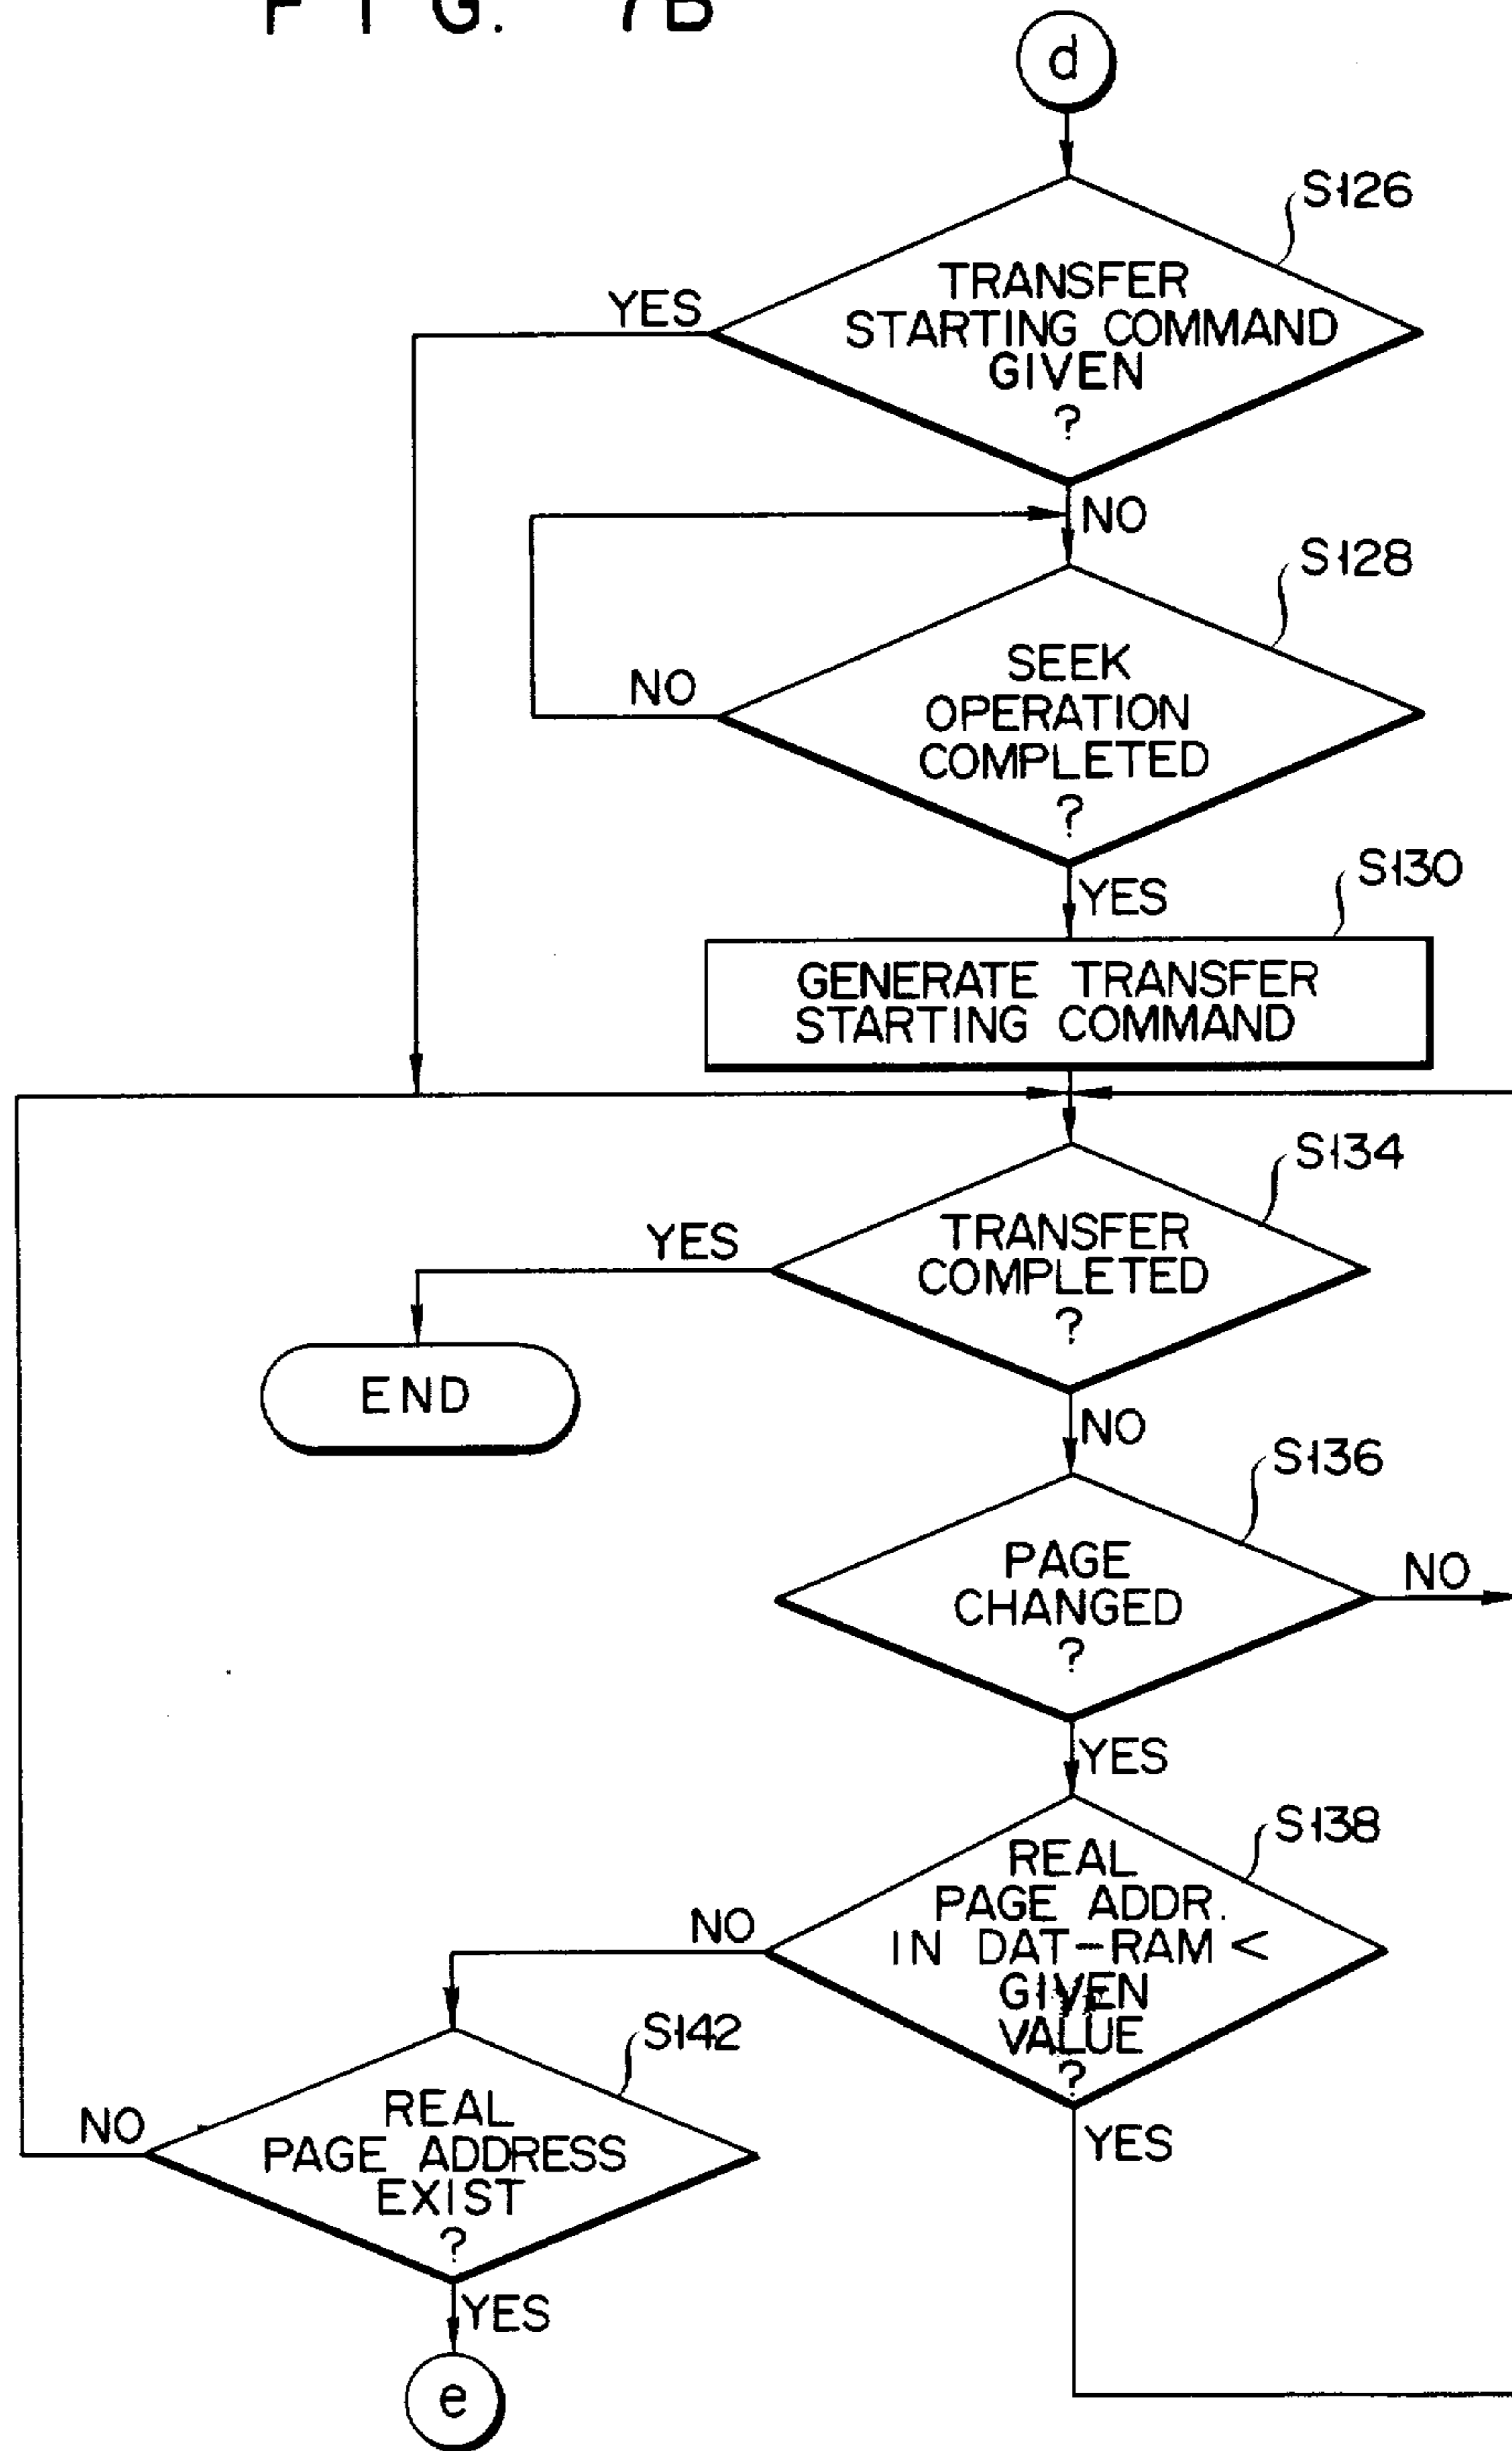 FIG. 7B
d
S126
TRANSFER
STARTING COMMAND
GIVEN
?
YES
NO
S128
SEEK
OPERATION
COMPLETED
?
NO
YES
S130
GENERATE TRANSFER
STARTING COMMAND
S134
TRANSFER
COMPLETED
?
YES
END
NO
S136
PAGE
CHANGED
?
NO
YES
S138
REAL
PAGE ADDR.
IN DAT-RAM <
GIVEN
VALUE
?
NO
YES
S142
REAL
PAGE ADDRESS
EXIST
?
NO
YES
e